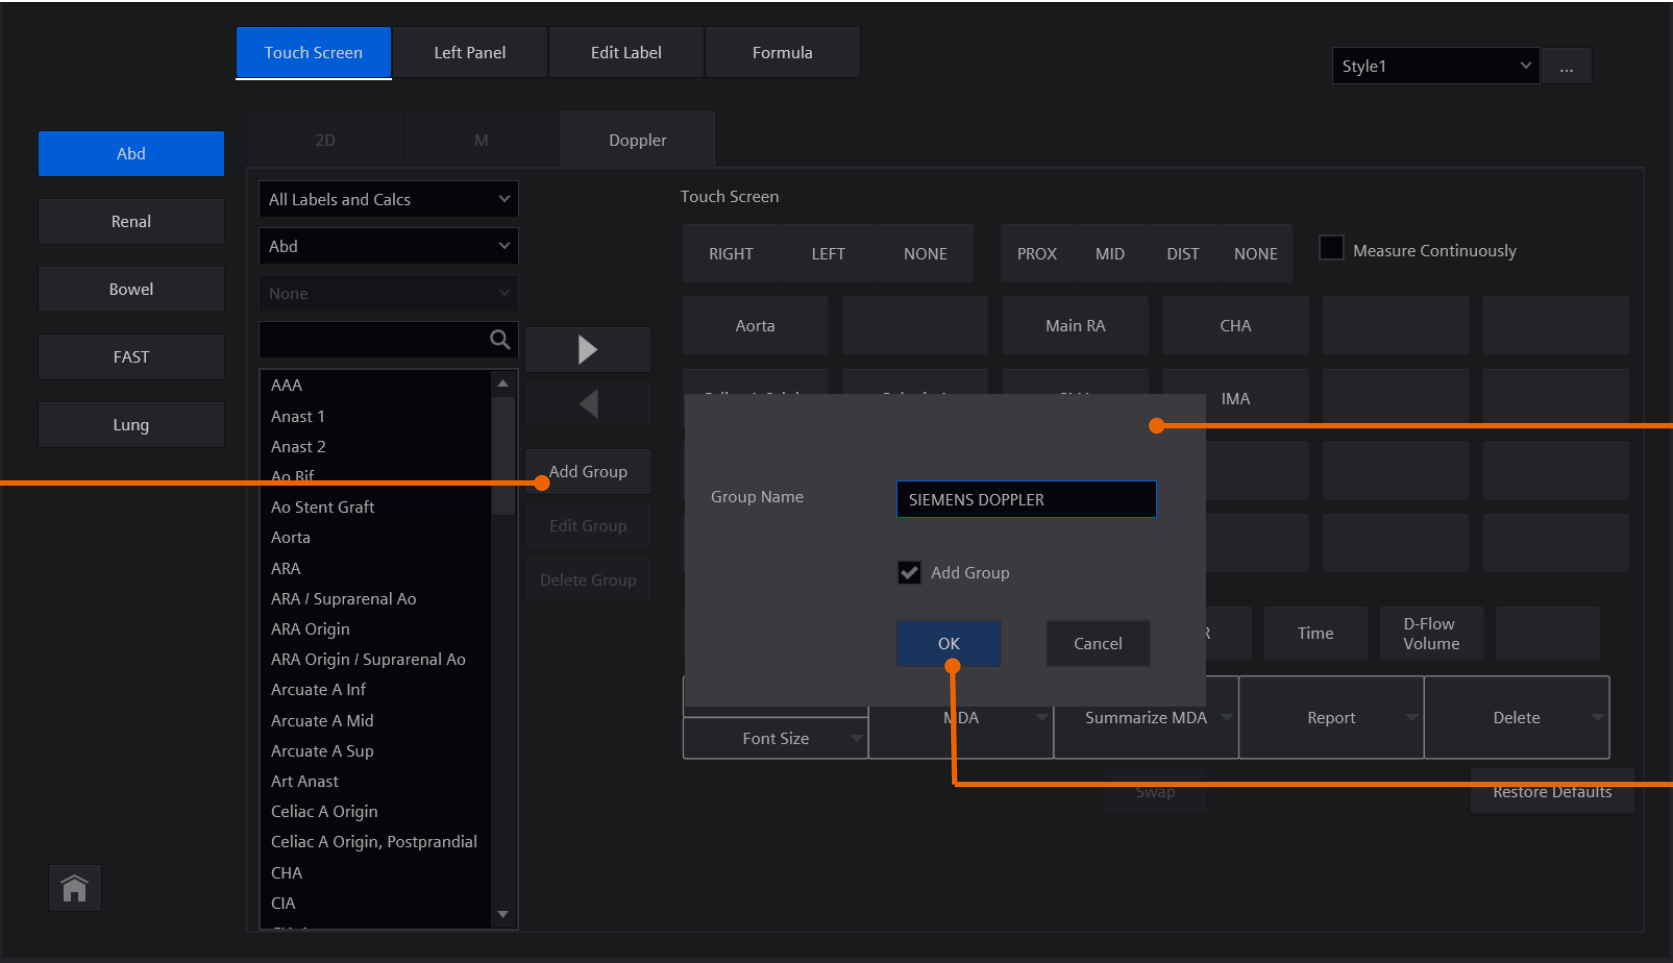 Touch Screen
Left Panel
Edit Label
Formula
Style1
...
Abd
Renal
Bowel
FAST
Lung
2D
M
Doppler
All Labels and Calcs
Abd
None
AAA
Anast 1
Anast 2
Ao Bif
Ao Stent Graft
Aorta
ARA
ARA / Suprarenal Ao
ARA Origin
ARA Origin / Suprarenal Ao
Arcuate A Inf
Arcuate A Mid
Arcuate A Sup
Art Anast
Celiac A Origin
Celiac A Origin, Postprandial
CHA
CIA
Add Group
Edit Group
Delete Group
Touch Screen
RIGHT
LEFT
NONE
PROX
MID
DIST
NONE
Measure Continuously
Aorta
Main RA
CHA
IMA
Group Name
SIEMENS DOPPLER
Add Group
OK
Cancel
Time
D-Flow
Volume
Font Size
MDA
Summarize MDA
Report
Delete
Swap
Restore Defaults